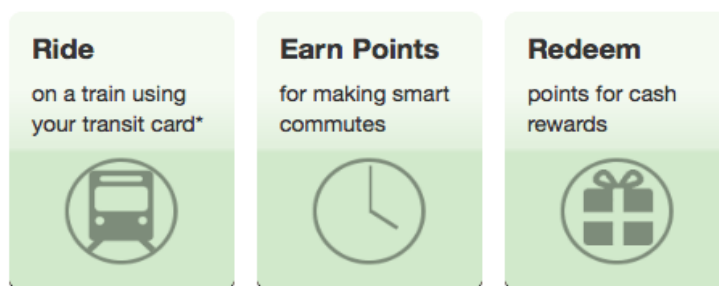 Ride
on a train using
your transit card*
Earn Points
for making smart
commutes
Redeem
points for cash
rewards